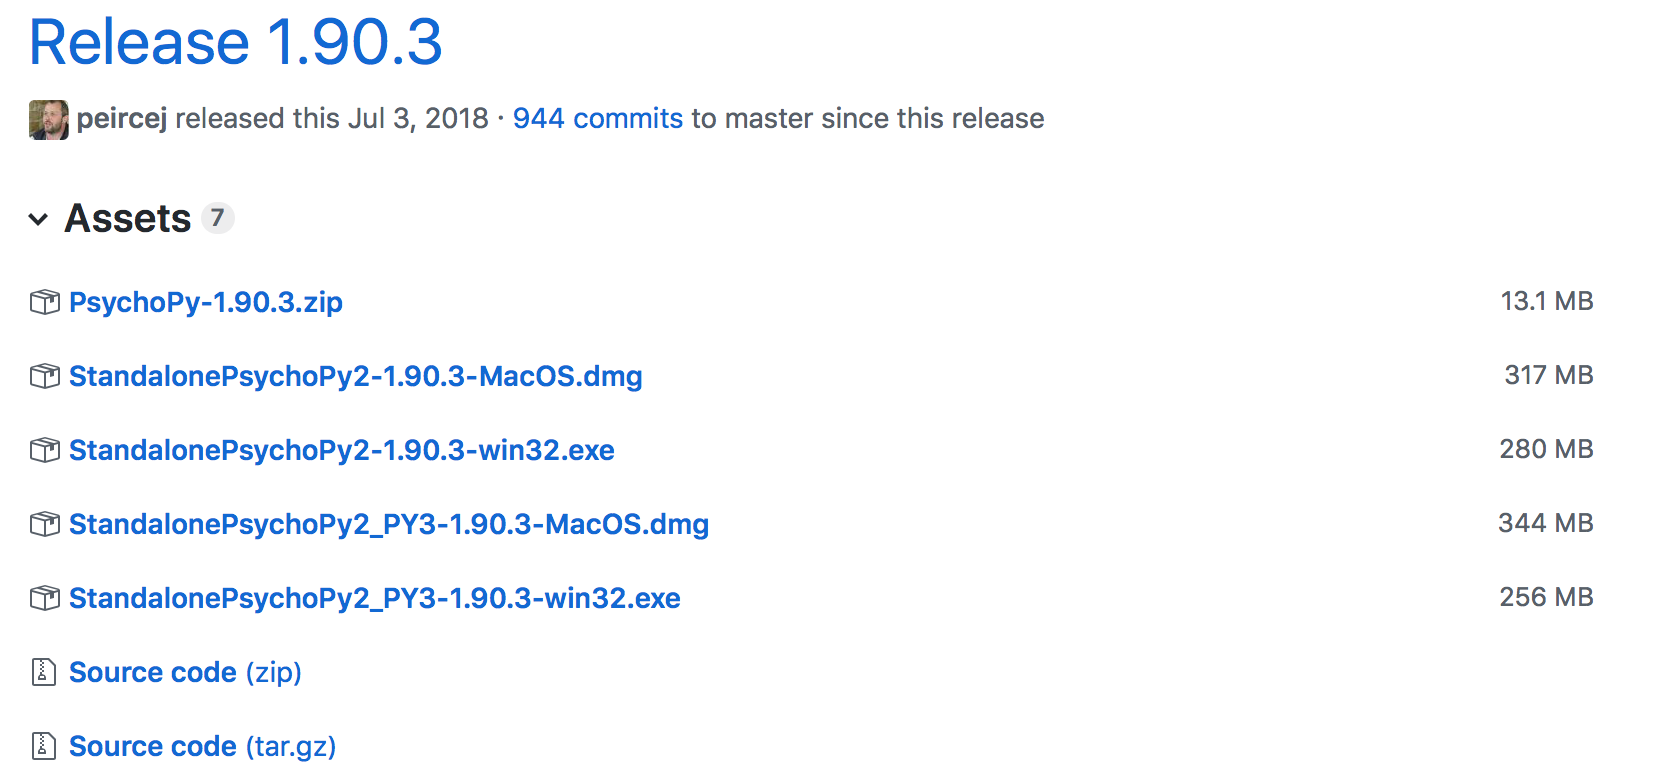 Release 1.90.3
peircej released this Jul 3, 2018 · 944 commits to master since this release
Assets 7
PsychoPy-1.90.3.zip 13.1 MB
StandalonePsychoPy2-1.90.3-MacOS.dmg 317 MB
StandalonePsychoPy2-1.90.3-win32.exe 280 MB
StandalonePsychoPy2_PY3-1.90.3-MacOS.dmg 344 MB
StandalonePsychoPy2_PY3-1.90.3-win32.exe 256 MB
Source code (zip)
Source code (tar.gz)